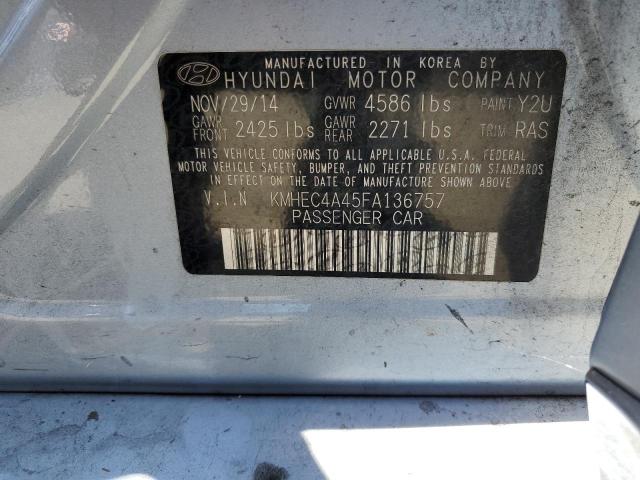 MANUFACTURED IN KOREA BY
HYUNDAI MOTOR COMPANY
NOV/29/14 GVWR 4586 lbs PAINT Y2U
GAWR FRONT 2425 lbs GAWR REAR 2271 lbs TRIM RAS
THIS VEHICLE CONFORMS TO ALL APPLICABLE U.S.A. FEDERAL
MOTOR VEHICLE SAFETY, BUMPER, AND THEFT PREVENTION STANDARDS
IN EFFECT ON THE DATE OF MANUFACTURE SHOWN ABOVE.
V.I.N KMHEC4A45FA136757
PASSENGER CAR